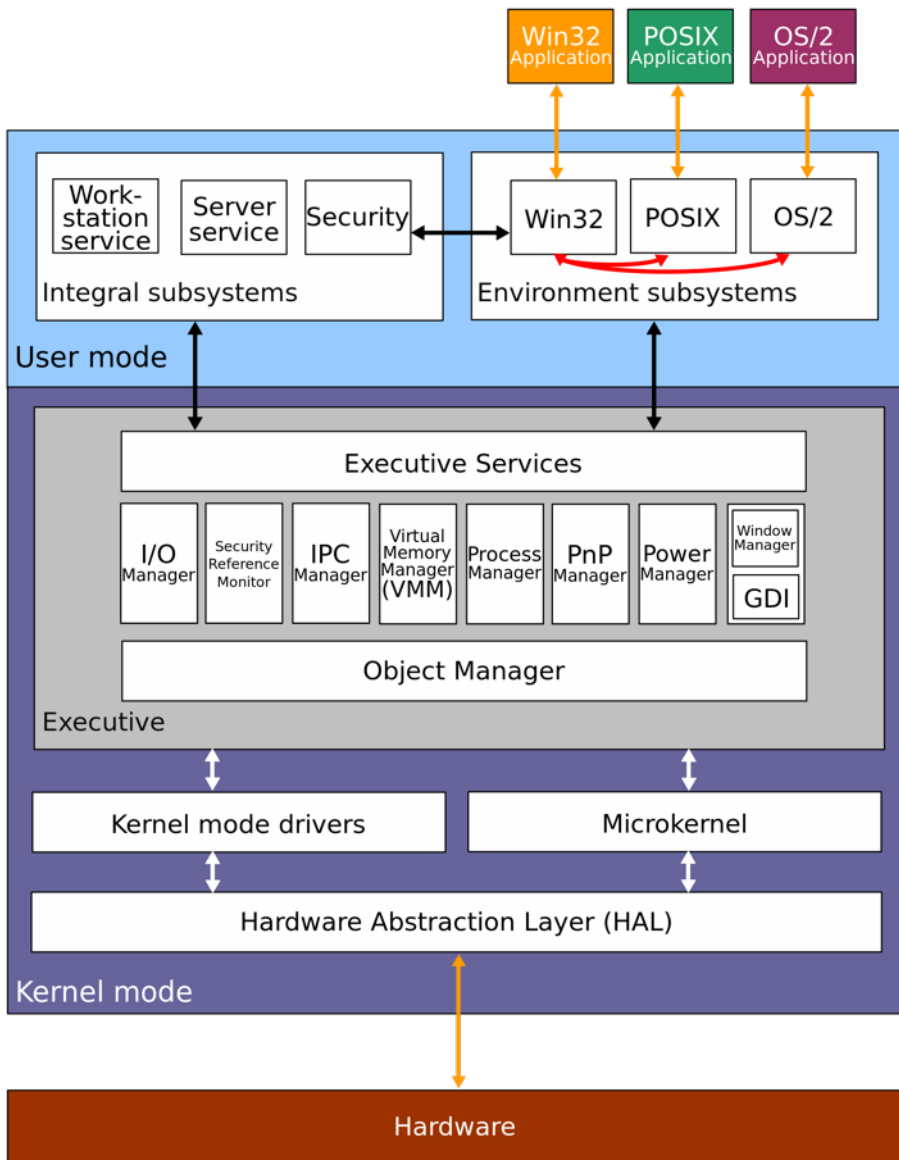 Win32
Application
POSIX
Application
OS/2
Application
Work-
station
service
Server
service
Security
Integral subsystems
Win32
POSIX
OS/2
Environment subsystems
User mode
Executive Services
I/O
Manager
Security
Reference
Monitor
IPC
Manager
Virtual
Memory
Manager
(VMM)
Process
Manager
PnP
Manager
Power
Manager
Window
Manager
GDI
Object Manager
Executive
Kernel mode drivers
Microkernel
Hardware Abstraction Layer (HAL)
Kernel mode
Hardware